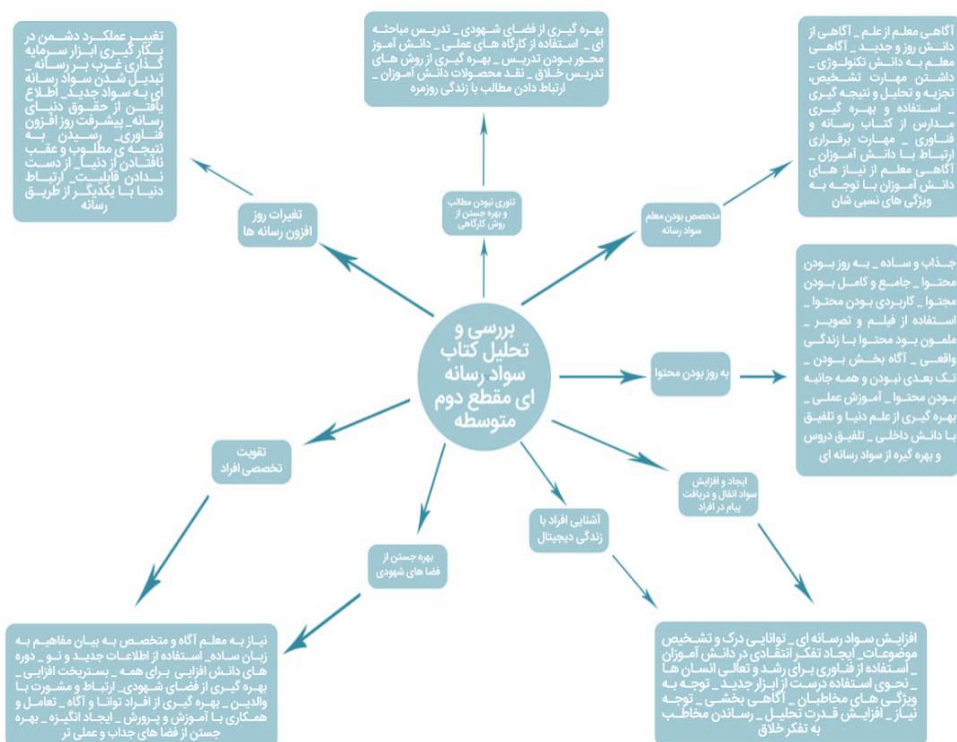 بررسی و
تحلیل کتاب
سواد رسانه
ای مقطع دوم
متوسطه
تئوری نبودن مطالب
و بهره جستن از
روش کارگاهی
بهره گیری از فضای شهودی _ تدریس مباحثه
ای _ استفاده از کارگاه های عملی _ دانش آموز
محور بودن تدریس _ بهره گیری از روش های
تدریس خلاق _ نقد محصولات دانش آموزان _
ارتباط دادن مطالب با زندگی روزمره
متخصص بودن معلم
سواد رسانه
آگاهی معلم از علم _ آگاهی از
دانش روز و جدید _ آگاهی
معلم به دانش تکنولوژی _
داشتن مهارت تشخیص،
تجزیه و تحلیل و نتیجه گیری
_ استفاده و بهره گیری
مدارس از کتاب رسانه و
فناوری _ مهارت برقراری
ارتباط با دانش آموزان _
آگاهی معلم از نیاز های
دانش آموزان با توجه به
ویژگی های نسبی شان
به روز بودن محتوا
جذاب و ساده _ به روز بودن
محتوا _ جامع و کامل بودن
مجتوا _ کاربردی بودن محتوا _
استفاده از فیلم و تصویر _
ملمون بود محتوا با زندگی
واقعی _ آگاه بخش بودن _
تک بعدی نبودن و همه جانبه
بودن محتوا _ آموزش عملی _
بهره گیری از علم دنیا و تلفیق
با دانش داخلی _ تلفیق دروس
و بهره گیره از سواد رسانه ای
ایجاد و افزایش
سواد انقال و دریافت
پیام در افراد
آشنایی افراد با
زندگی دیجیتال
افزایش سواد رسانه ای _ توانایی درک و تشخیص
موضوعات_ ایجاد تفکر انتقادی در دانش آموزان
_ استفاده از فناوری برای رشد و تعالی انسان ها
_ نحوی استفاده درست از ابزار جدید _ توجه به
ویژگی های مخاطبان _ آگاهی بخشی _ توجه
نیاز _ افزایش قدرت تحلیل _ رساندن مخاطب
به تفکر خلاق
بهره جستن از
فضا های شهودی
تقویت
تخصصی افراد
نیاز به معلم آگاه و متخصص به بیان مفاهیم به
زبان ساده_ استفاده از اطلاعات جدید و نو _ دوره
های دانش افزایی برای همه _ بستریخت افزایی _
بهره گیری از فضای شهودی_ ارتباط و مشورت با
والدین _ بهره گیری از افراد توانا و آگاه _ تعامل و
همکاری با آموزش و پرورش _ ایجاد انگیزه _ بهره
جستن از فضا های جداب و عملی تر
تغیرات روز
افزون رسانه ها
تغییر عملکرد دشمن در
بکار گیری ابزار سرمایه
گذاری غرب بر رسانه _
تبدیل شدن سواد رسانه
ای به سواد جدید_ اطلاع
یافتن از حقوق دنیای
رسانه_ پیشرفت روز افزون
فناوری_ رسیدن به
نتیجه ی مطلوب و عقب
نافتادن از دنیا_ از دست
ندادن قابلیت_ ارتباط
دنیا با یکدیگر از طریق
رسانه